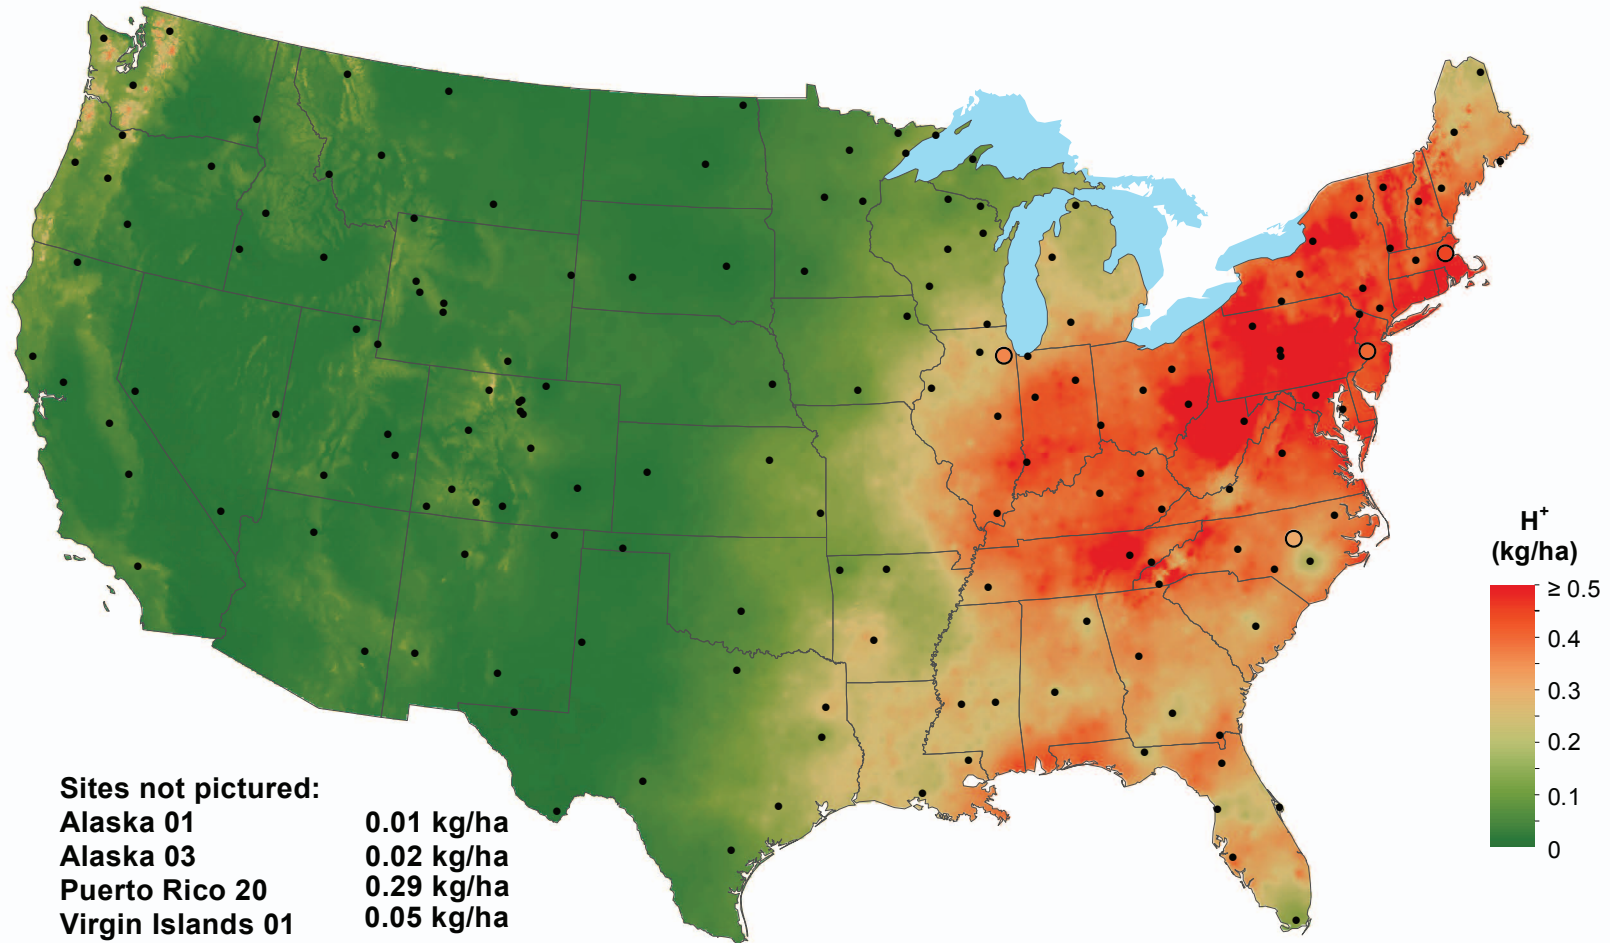 H+
(kg/ha)
≥ 0.5
0.4
0.3
0.2
0.1
0
Sites not pictured:
Alaska 01 0.01 kg/ha
Alaska 03 0.02 kg/ha
Puerto Rico 20 0.29 kg/ha
Virgin Islands 01 0.05 kg/ha